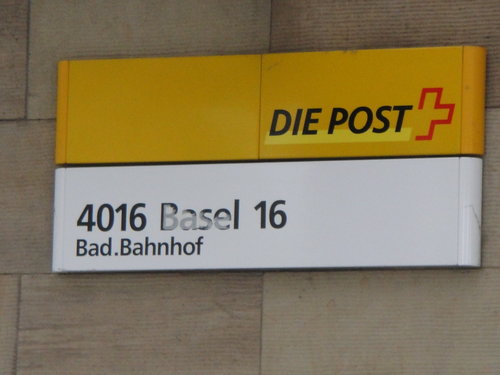 DIE POST
4016 Basel 16
Bad.Bahnhof